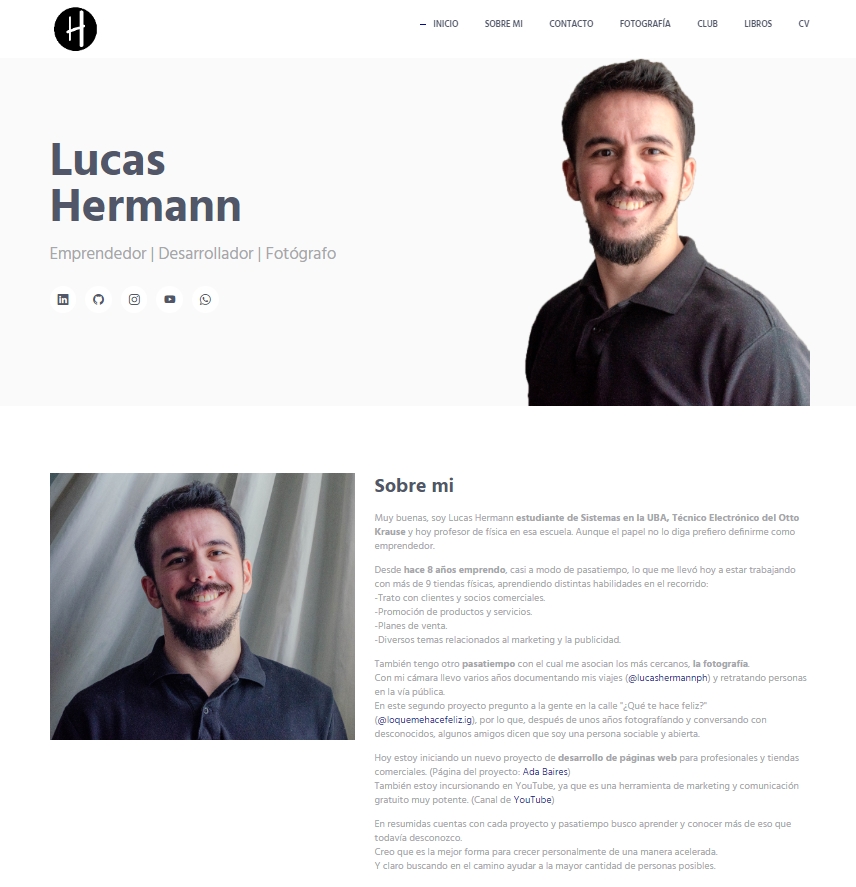 H
INICIO SOBRE MI CONTACTO FOTOGRAFÍA CLUB LIBROS CV
Lucas
Hermann
Emprendedor | Desarrollador | Fotógrafo
Sobre mi
Muy buenas, soy Lucas Hermann estudiante de Sistemas en la UBA, Técnico Electrónico del Otto
Krause y hoy profesor de física en esa escuela. Aunque el papel no lo diga prefiero definirme como
emprendedor.
Desde hace 8 años emprendo, casi a modo de pasatiempo, lo que me llevó hoy a estar trabajando
con más de 9 tiendas físicas, aprendiendo distintas habilidades en el recorrido:
-Trato con clientes y socios comerciales.
-Promoción de productos y servicios.
-Planes de venta.
-Diversos temas relacionados al marketing y la publicidad.
También tengo otro pasatiempo con el cual me asocian los más cercanos, la fotografía.
Con mi cámara llevo varios años documentando mis viajes (@lucashermannph) y retratando personas
en la vía pública.
En este segundo proyecto pregunto a la gente en la calle "¿Qué te hace feliz?"
(@loquemehacefeliz.ig), por lo que, después de unos años fotografíando y conversando con
desconocidos, algunos amigos dicen que soy una persona sociable y abierta.
Hoy estoy iniciando un nuevo proyecto de desarrollo de páginas web para profesionales y tiendas
comerciales. (Página del proyecto: Ada Baires)
También estoy incursionando en YouTube, ya que es una herramienta de marketing y comunicación
gratuito muy potente. (Canal de YouTube)
En resumidas cuentas con cada proyecto y pasatiempo busco aprender y conocer más de eso que
todavía desconozco.
Creo que es la mejor forma para crecer personalmente de una manera acelerada.
Y claro buscando en el camino ayudar a la mayor cantidad de personas posibles.